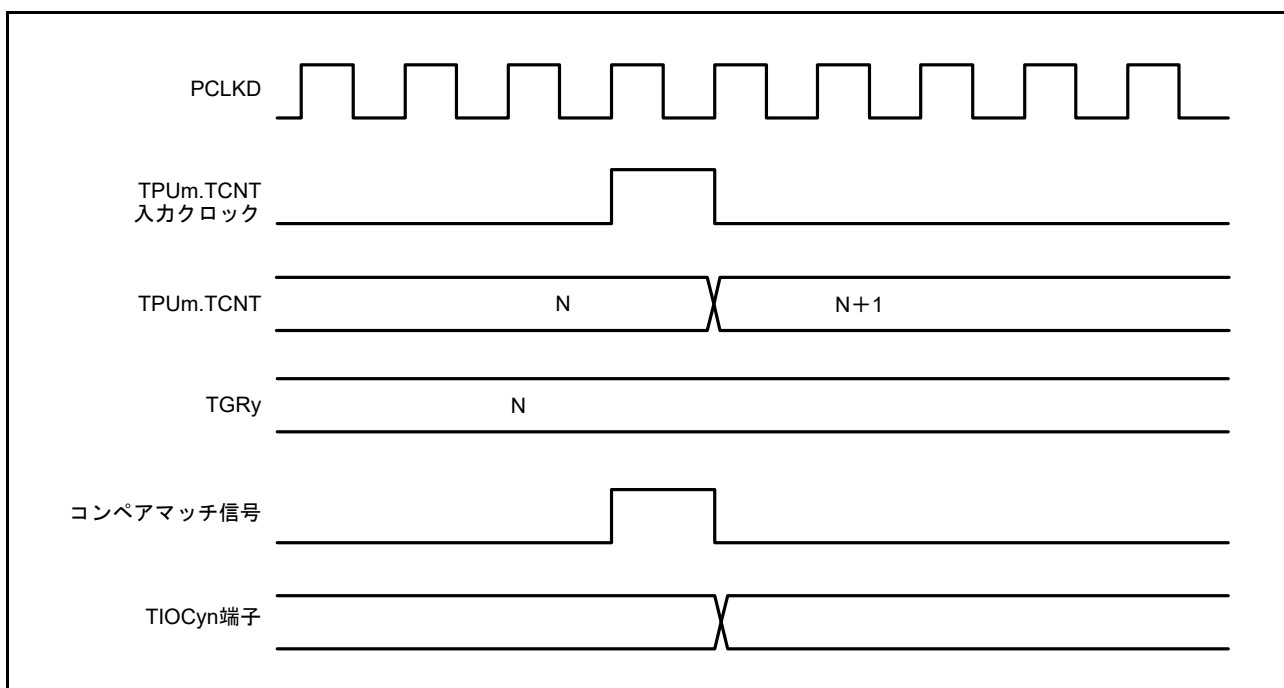 PCLKD
TPUm.TCNT
入力クロック
TPUm.TCNT
N
N＋1
TGRy
N
コンペアマッチ信号
TIOCyn端子